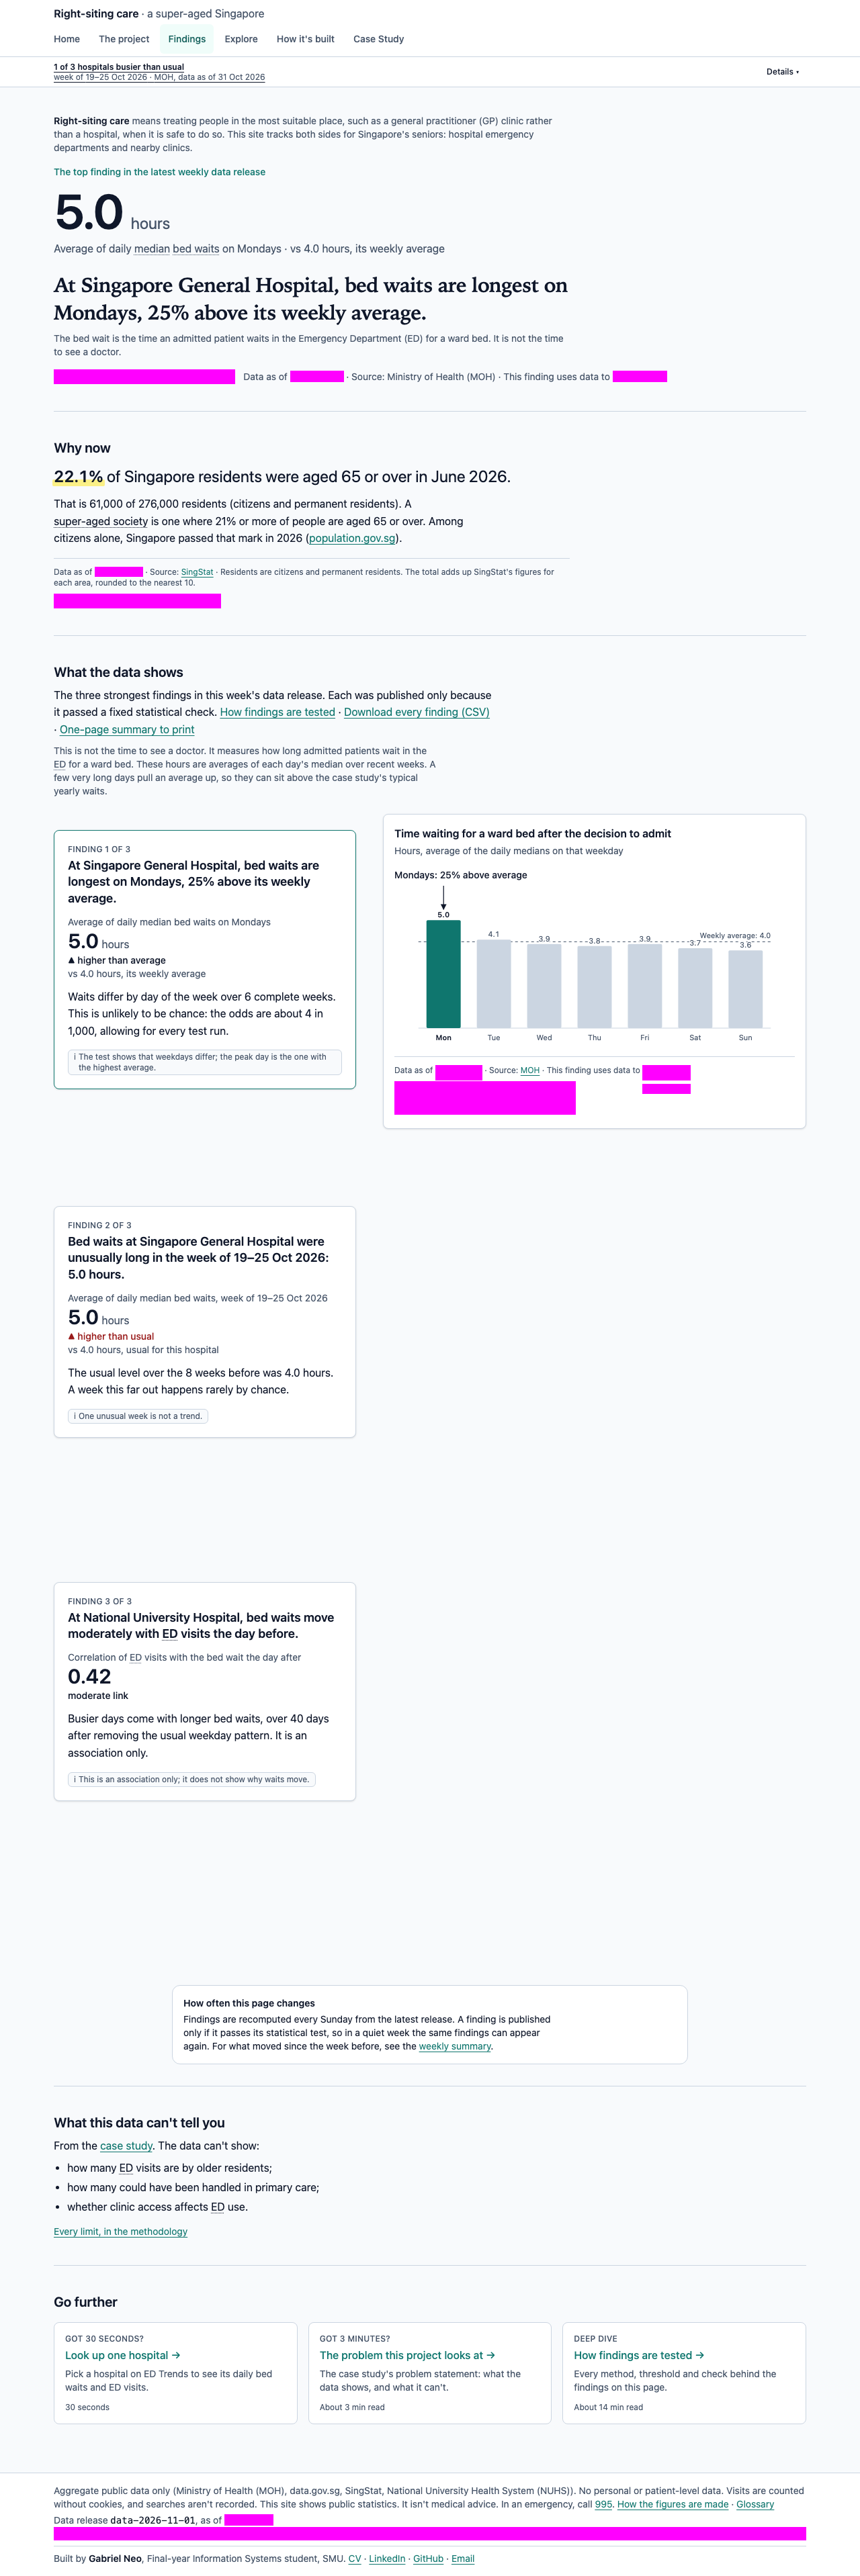 Right-siting care · a super-aged Singapore
Home The project Findings Explore How it's built Case Study
1 of 3 hospitals busier than usual
week of 19–25 Oct 2026 · MOH, data as of 31 Oct 2026
Details ▾
Right-siting care means treating people in the most suitable place, such as a general practitioner (GP) clinic rather
than a hospital, when it is safe to do so. This site tracks both sides for Singapore's seniors: hospital emergency
departments and nearby clinics.
The top finding in the latest weekly data release
5.0 hours
Average of daily median bed waits on Mondays · vs 4.0 hours, its weekly average
At Singapore General Hospital, bed waits are longest on
Mondays, 25% above its weekly average.
The bed wait is the time an admitted patient waits in the Emergency Department (ED) for a ward bed. It is not the time
to see a doctor.
Data as of · Source: Ministry of Health (MOH) · This finding uses data to
Why now
22.1% of Singapore residents were aged 65 or over in June 2026.
That is 61,000 of 276,000 residents (citizens and permanent residents). A
super-aged society is one where 21% or more of people are aged 65 or over. Among
citizens alone, Singapore passed that mark in 2026 (population.gov.sg).
Data as of · Source: SingStat · Residents are citizens and permanent residents. The total adds up SingStat's figures for
each area, rounded to the nearest 10.
What the data shows
The three strongest findings in this week's data release. Each was published only because
it passed a fixed statistical check. How findings are tested · Download every finding (CSV)
· One-page summary to print
This is not the time to see a doctor. It measures how long admitted patients wait in the
ED for a ward bed. These hours are averages of each day's median over recent weeks. A
few very long days pull an average up, so they can sit above the case study's typical
yearly waits.
FINDING 1 OF 3
At Singapore General Hospital, bed waits are
longest on Mondays, 25% above its weekly
average.
Average of daily median bed waits on Mondays
5.0 hours
▲ higher than average
vs 4.0 hours, its weekly average
Waits differ by day of the week over 6 complete weeks.
This is unlikely to be chance: the odds are about 4 in
1,000, allowing for every test run.
i The test shows that weekdays differ; the peak day is the one with
the highest average.
Time waiting for a ward bed after the decision to admit
Hours, average of the daily medians on that weekday
Mondays: 25% above average
5.0 4.1 3.9 3.8 3.9 3.7 3.6
Weekly average: 4.0
Mon Tue Wed Thu Fri Sat Sun
Data as of · Source: MOH · This finding uses data to
FINDING 2 OF 3
Bed waits at Singapore General Hospital were
unusually long in the week of 19–25 Oct 2026:
5.0 hours.
Average of daily median bed waits, week of 19–25 Oct 2026
5.0 hours
▲ higher than usual
vs 4.0 hours, usual for this hospital
The usual level over the 8 weeks before was 4.0 hours.
A week this far out happens rarely by chance.
i One unusual week is not a trend.
FINDING 3 OF 3
At National University Hospital, bed waits move
moderately with ED visits the day before.
Correlation of ED visits with the bed wait the day after
0.42
moderate link
Busier days come with longer bed waits, over 40 days
after removing the usual weekday pattern. It is an
association only.
i This is an association only; it does not show why waits move.
How often this page changes
Findings are recomputed every Sunday from the latest release. A finding is published
only if it passes its statistical test, so in a quiet week the same findings can appear
again. For what moved since the week before, see the weekly summary.
What this data can't tell you
From the case study. The data can't show:
• how many ED visits are by older residents;
• how many could have been handled in primary care;
• whether clinic access affects ED use.
Every limit, in the methodology
Go further
GOT 30 SECONDS?
Look up one hospital →
Pick a hospital on ED Trends to see its daily bed
waits and ED visits.
30 seconds
GOT 3 MINUTES?
The problem this project looks at →
The case study's problem statement: what the
data shows, and what it can't.
About 3 min read
DEEP DIVE
How findings are tested →
Every method, threshold and check behind the
findings on this page.
About 14 min read
Aggregate public data only (Ministry of Health (MOH), data.gov.sg, SingStat, National University Health System (NUHS)). No personal or patient-level data. Visits are counted
without cookies, and searches aren't recorded. This site shows public statistics. It isn't medical advice. In an emergency, call 995. How the figures are made · Glossary
Data release data-2026-11-01, as of
Built by Gabriel Neo, Final-year Information Systems student, SMU. CV · LinkedIn · GitHub · Email